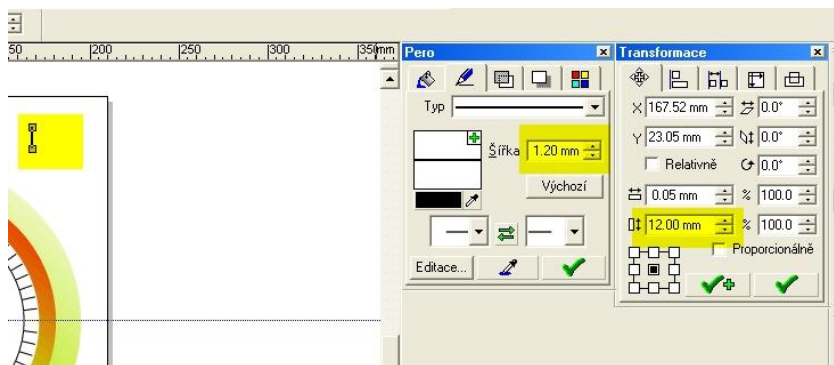 50 200 250 300 350 mm
Pero
Typ
Šířka 1.20 mm
Výchozí
Editace...
Transformace
X 167.52 mm 0.0°
Y 23.05 mm 0.0°
Relativně 0.0°
0.05 mm % 100.0
12.00 mm % 100.0
Proporcionálně